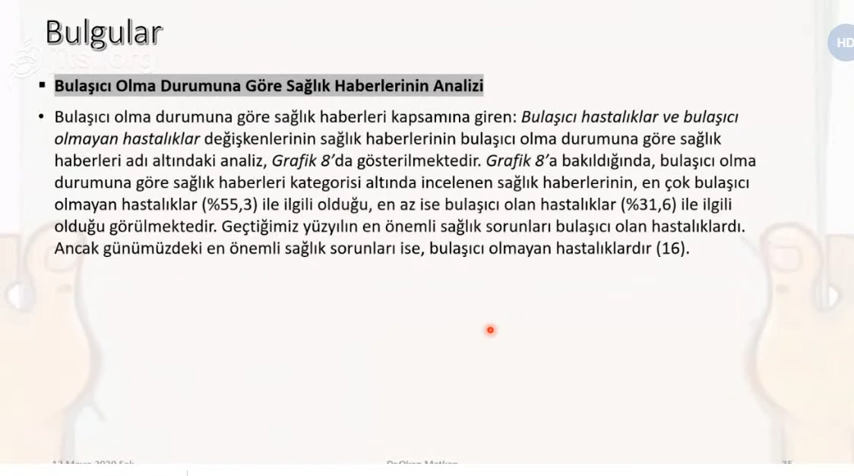 Bulgular
HD
▪ Bulaşıcı Olma Durumuna Göre Sağlık Haberlerinin Analizi
• Bulaşıcı olma durumuna göre sağlık haberleri kapsamına giren: Bulaşıcı hastalıklar ve bulaşıcı
olmayan hastalıklar değişkenlerinin sağlık haberlerinin bulaşıcı olma durumuna göre sağlık
haberleri adı altındaki analiz, Grafik 8’da gösterilmektedir. Grafik 8’a bakıldığında, bulaşıcı olma
durumuna göre sağlık haberleri kategorisi altında incelenen sağlık haberlerinin, en çok bulaşıcı
olmayan hastalıklar (%55,3) ile ilgili olduğu, en az ise bulaşıcı olan hastalıklar (%31,6) ile ilgili
olduğu görülmektedir. Geçtiğimiz yüzyılın en önemli sağlık sorunları bulaşıcı olan hastalıklardı.
Ancak günümüzdeki en önemli sağlık sorunları ise, bulaşıcı olmayan hastalıklardır (16).